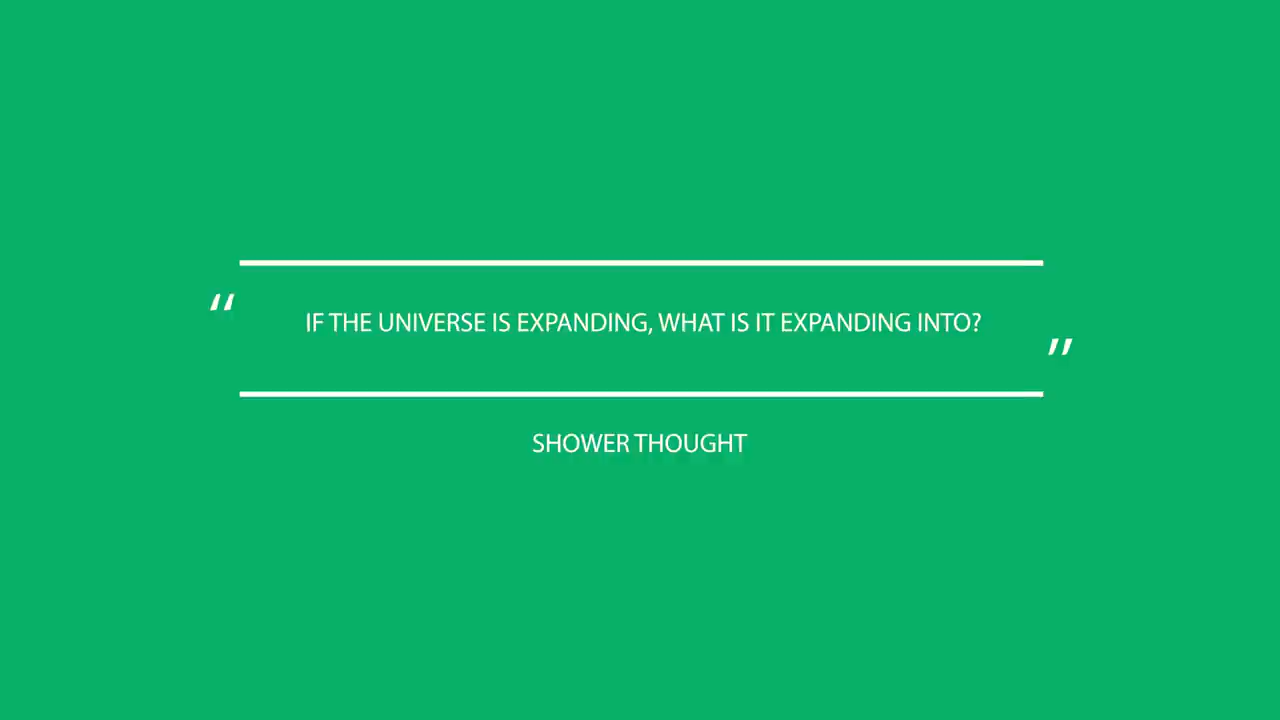 “ IF THE UNIVERSE IS EXPANDING, WHAT IS IT EXPANDING INTO? ”
SHOWER THOUGHT